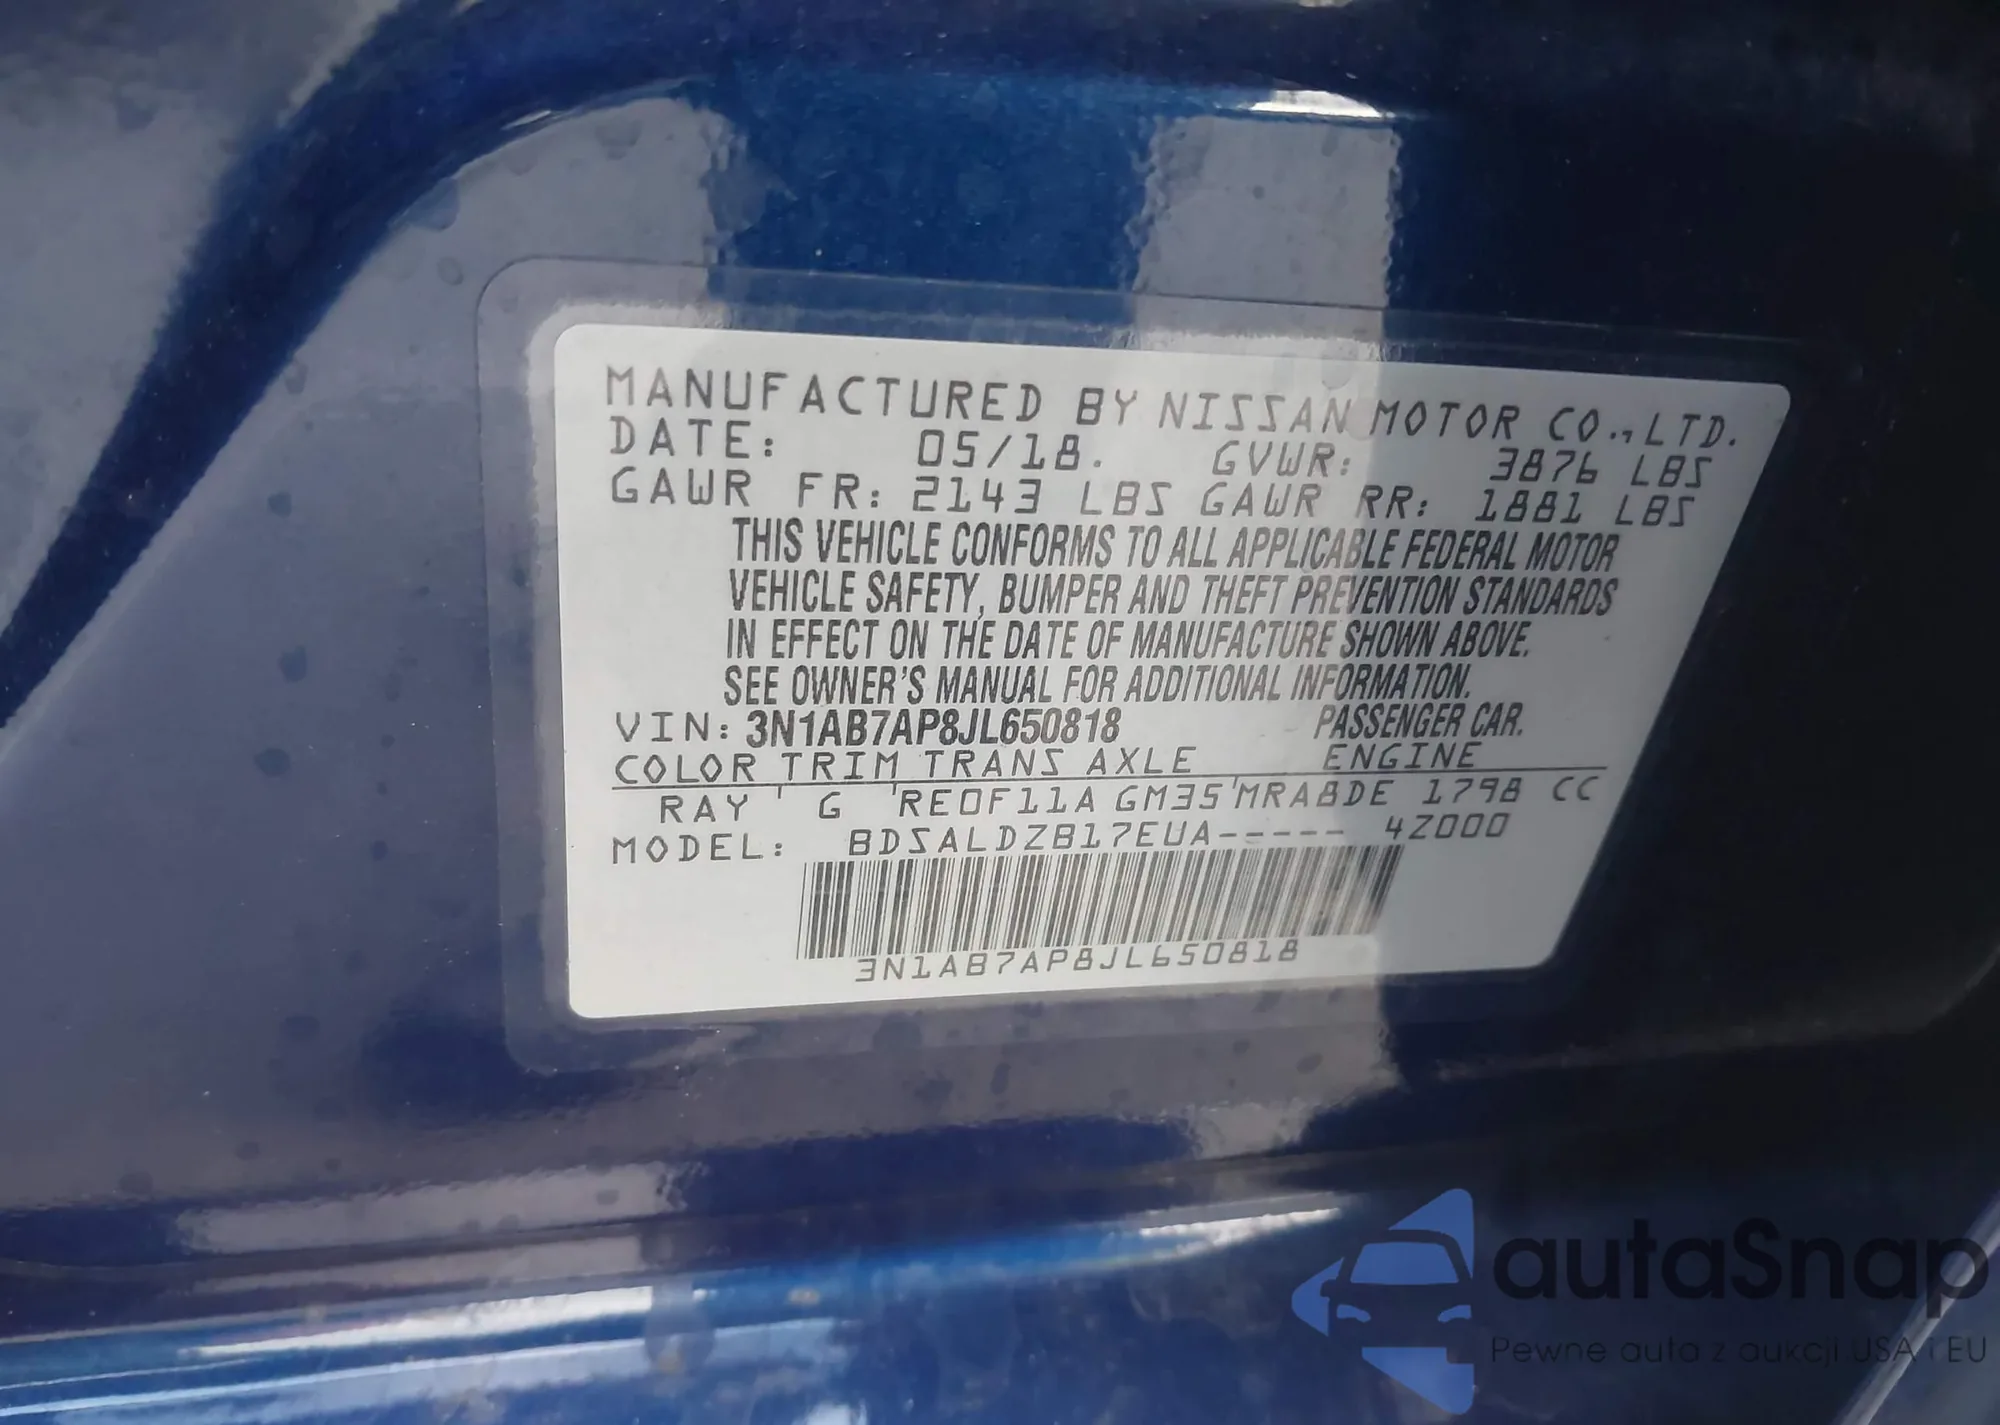 MANUFACTURED BY NISSAN MOTOR CO., LTD.
DATE: 05/18. GVWR: 3876 LBS
GAWR FR: 2143 LBS GAWR RR: 1881 LBS
THIS VEHICLE CONFORMS TO ALL APPLICABLE FEDERAL MOTOR
VEHICLE SAFETY, BUMPER AND THEFT PREVENTION STANDARDS
IN EFFECT ON THE DATE OF MANUFACTURE SHOWN ABOVE.
SEE OWNER'S MANUAL FOR ADDITIONAL INFORMATION.
VIN: 3N1AB7AP8JL650818 PASSENGER CAR.
COLOR TRIM TRANS AXLE ENGINE
RAY ' G 'RE0F11A GM35'MRA8DE 1798 CC
MODEL: BDSALDZB17EUA----- 4Z000
3N1AB7AP8JL650818
autaSnap
Pewne auta z aukcji USA i EU